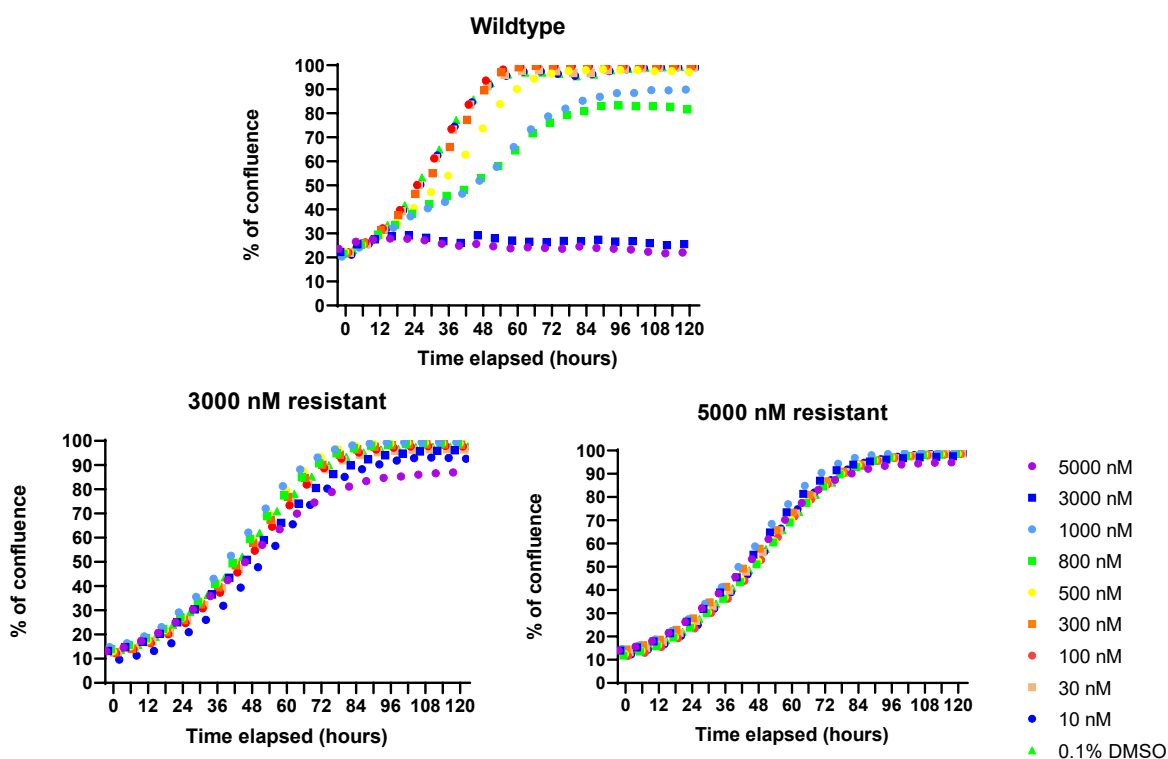 Wildtype
% of confluence
100
90
80
70
60
50
40
30
20
10
0
0 12 24 36 48 60 72 84 96 108 120
Time elapsed (hours)
3000 nM resistant
% of confluence
100
90
80
70
60
50
40
30
20
10
0
0 12 24 36 48 60 72 84 96 108 120
Time elapsed (hours)
5000 nM resistant
% of confluence
100
90
80
70
60
50
40
30
20
10
0
0 12 24 36 48 60 72 84 96 108 120
Time elapsed (hours)
5000 nM
3000 nM
1000 nM
800 nM
500 nM
300 nM
100 nM
30 nM
10 nM
0.1% DMSO